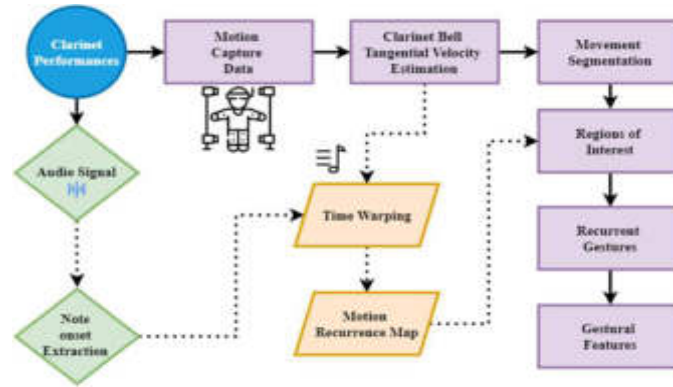 Clarinet
Performances
Motion
Capture
Data
Clarinet Bell
Tangential Velocity
Estimation
Movement
Segmentation
Audio Signal
Regions of
Interest
Time Warping
Recurrent
Gestures
Note
onset
Extraction
Motion
Recurrence Map
Gestural
Features